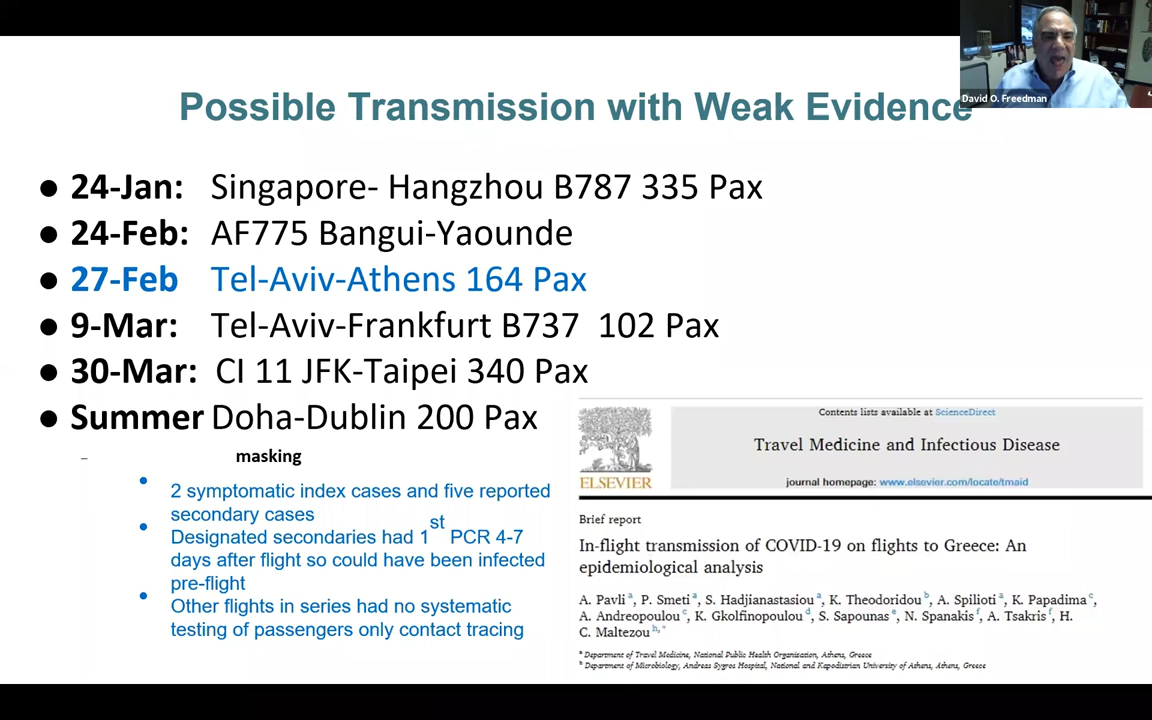 David O. Freedman
Possible Transmission with Weak Evidence
● 24-Jan: Singapore- Hangzhou B787 335 Pax
● 24-Feb: AF775 Bangui-Yaounde
● 27-Feb Tel-Aviv-Athens 164 Pax
● 9-Mar: Tel-Aviv-Frankfurt B737 102 Pax
● 30-Mar: CI 11 JFK-Taipei 340 Pax
● Summer Doha-Dublin 200 Pax
– masking
• 2 symptomatic index cases and five reported
secondary cases
• Designated secondaries had 1st PCR 4-7
days after flight so could have been infected
pre-flight
• Other flights in series had no systematic
testing of passengers only contact tracing
ELSEVIER
Contents lists available at ScienceDirect
Travel Medicine and Infectious Disease
journal homepage: www.elsevier.com/locate/tmaid
Brief report
In-flight transmission of COVID-19 on flights to Greece: An
epidemiological analysis
A. Pavli a, P. Smeti a, S. Hadjianastasiou a, K. Theodoridou b, A. Spilioti a, K. Papadima c,
A. Andreopoulou c, K. Gkolfinopoulou d, S. Sapounas e, N. Spanakis f, A. Tsakris f, H.
C. Maltezou h,*
a Department of Travel Medicine, National Public Health Organisation, Athens, Greece
b Department of Microbiology, Andreas Sygros Hospital, National and Kapodistrian University of Athens, Athens, Greece